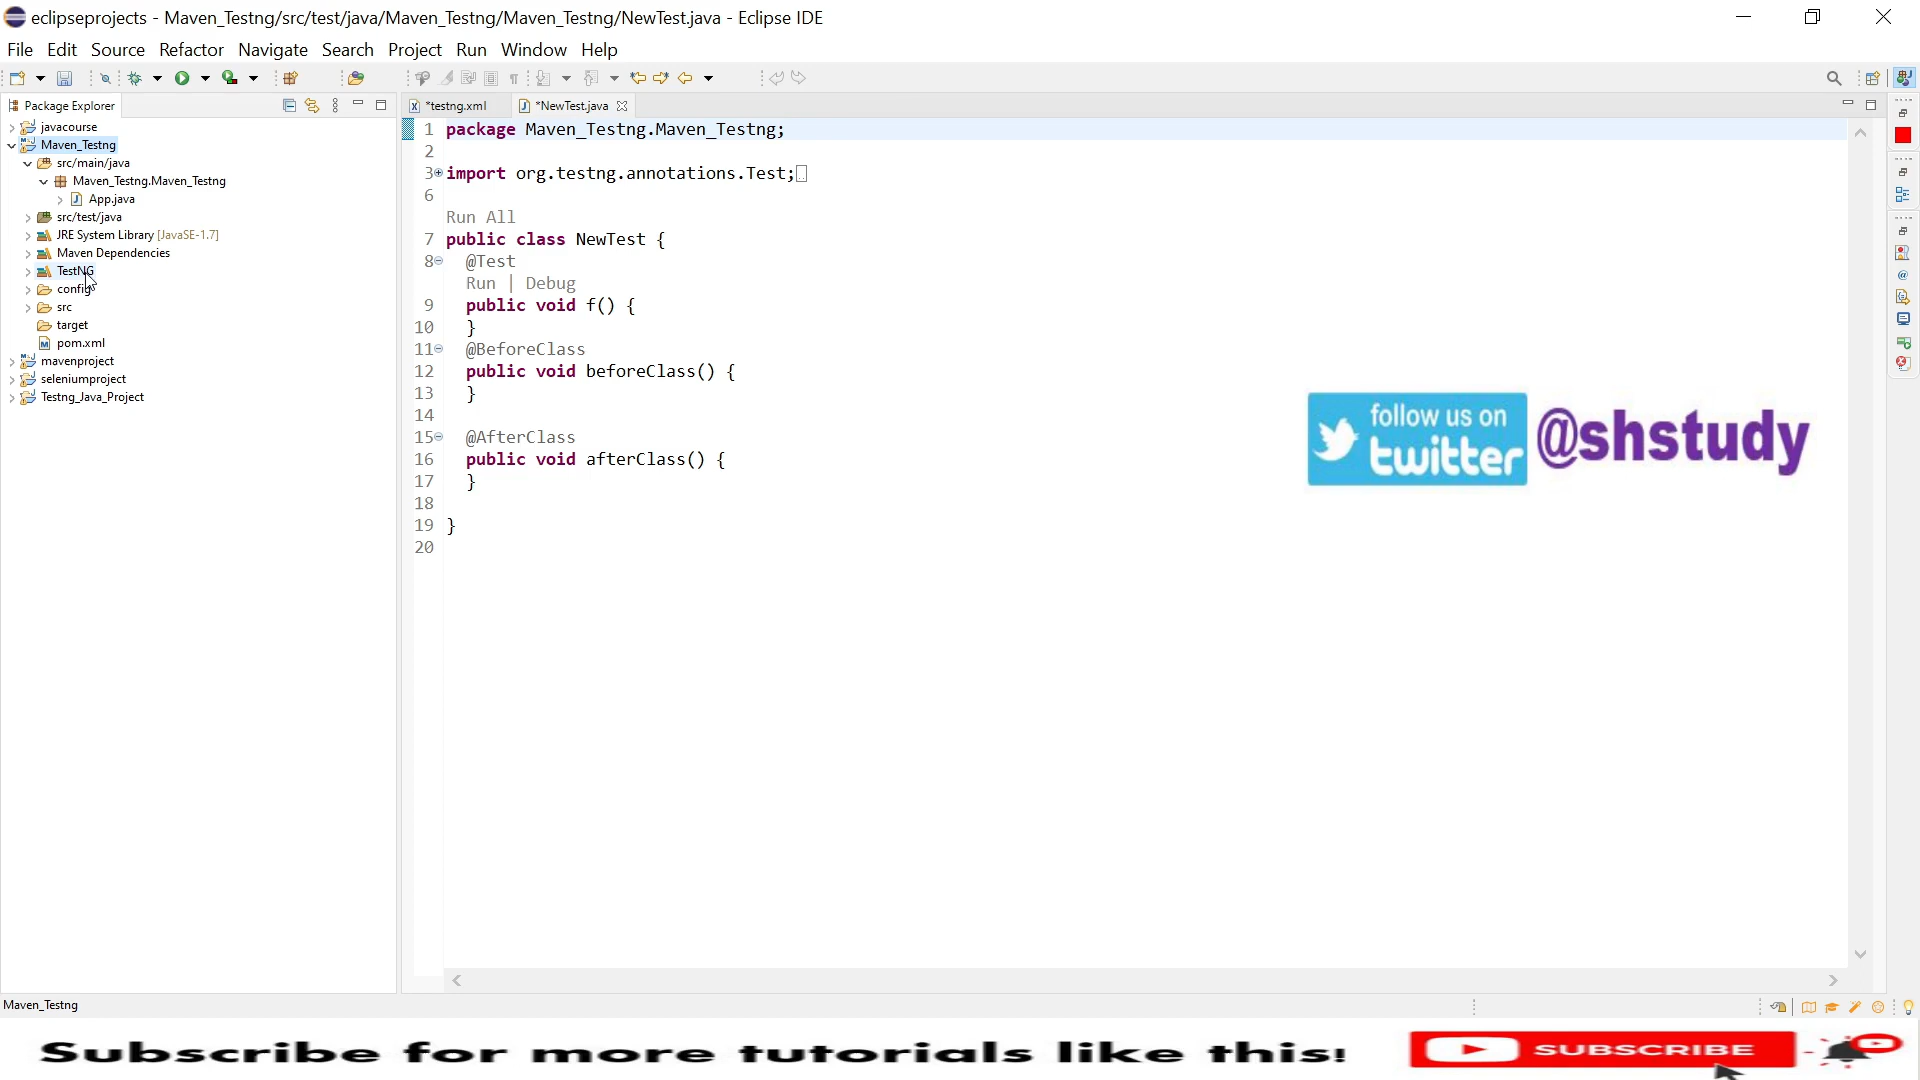 eclipseprojects - Maven_Testng/src/test/java/Maven_Testng/Maven_Testng/NewTest.java - Eclipse IDE
File Edit Source Refactor Navigate Search Project Run Window Help
Package Explorer
javacourse
Maven_Testng
src/main/java
Maven_Testng.Maven_Testng
App.java
src/test/java
JRE System Library [JavaSE-1.7]
Maven Dependencies
TestNG
config
src
target
pom.xml
mavenproject
seleniumproject
Testng_Java_Project
*testng.xml *NewTest.java
1 package Maven_Testng.Maven_Testng;
2
3 import org.testng.annotations.Test;
6
Run All
7 public class NewTest {
8 @Test
Run | Debug
9 public void f() {
10 }
11 @BeforeClass
12 public void beforeClass() {
13 }
14
15 @AfterClass
16 public void afterClass() {
17 }
18
19 }
20
follow us on
twitter
@shstudy
Maven_Testng
Subscribe for more tutorials like this!
SUBSCRIBE